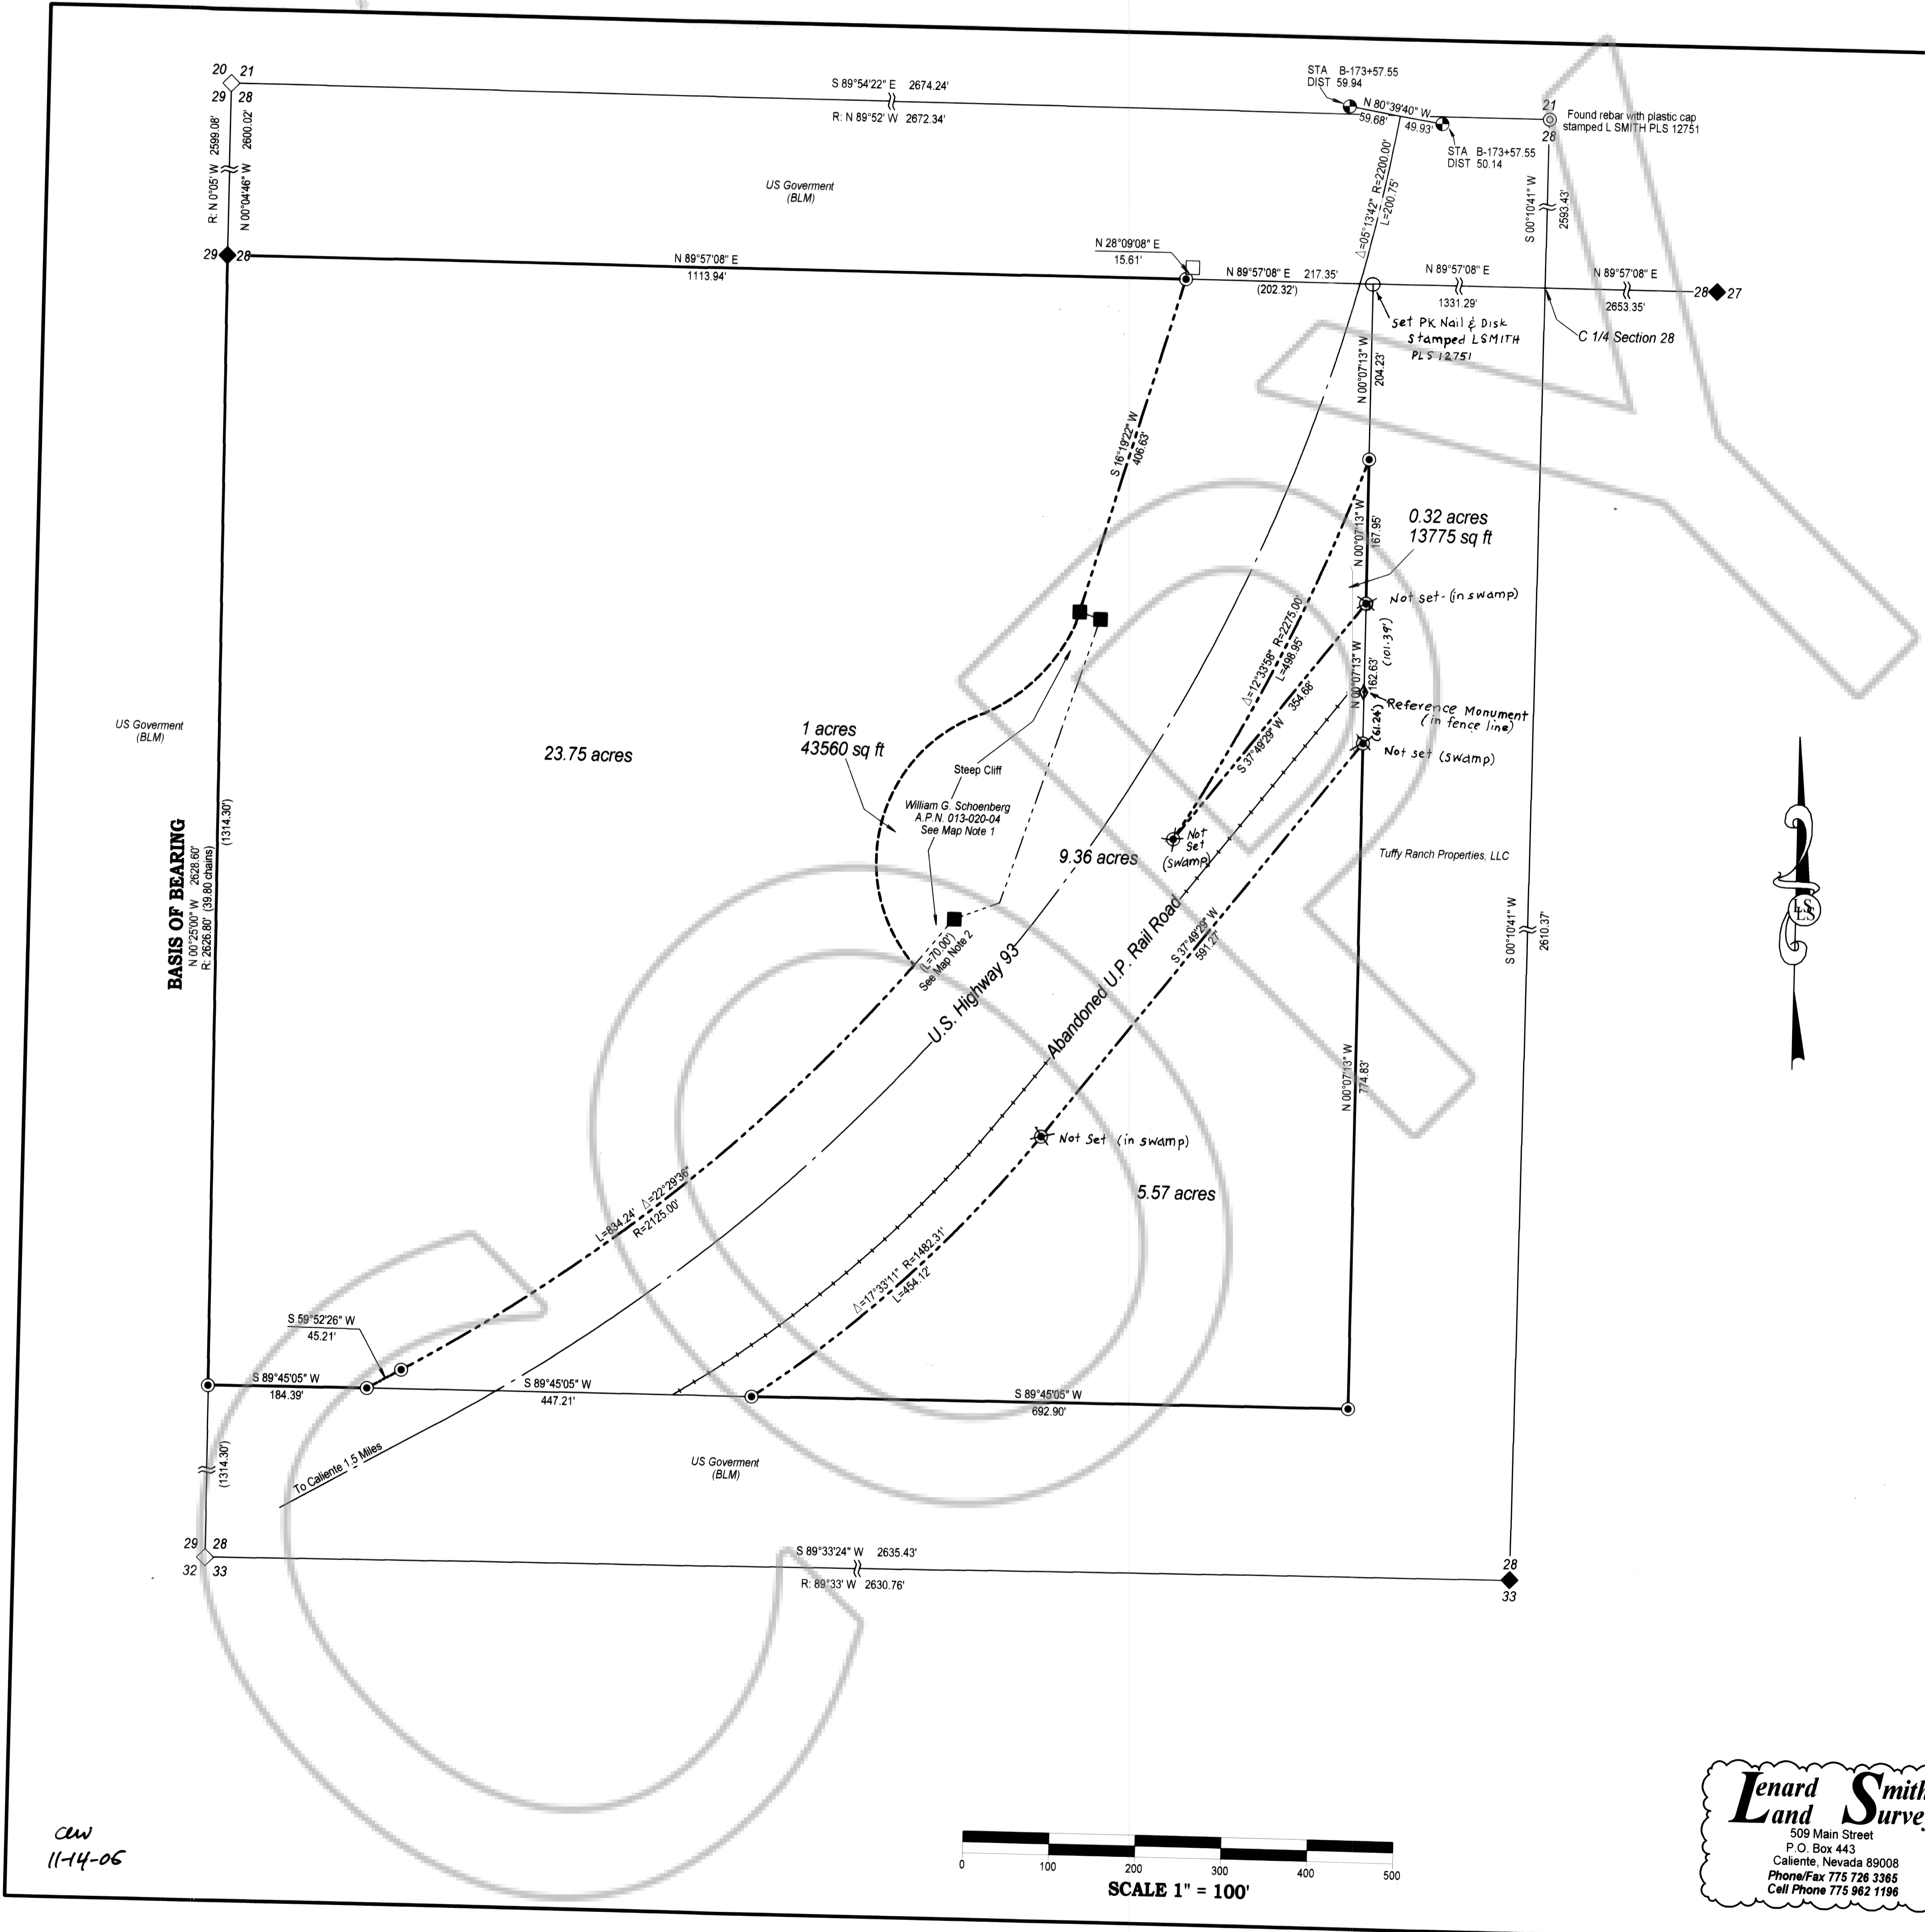 20 21
29 28
S 89°54'22" E 2674.24'
R: N 89°52' W 2672.34'
STA B-173+57.55
DIST 59.94
N 80°39'40" W
59.68'
49.93'
STA B-173+57.55
DIST 50.14
21
28
Found rebar with plastic cap
stamped L SMITH PLS 12751
R: N 0°05' W 2599.08'
N 00°04'46" W 2600.02'
US Goverment
(BLM)
△=05°13'42" R=2200.00'
L=200.75'
S 00°10'41" W
2593.43'
29 28
N 89°57'08" E
1113.94'
N 28°09'08" E
15.61'
N 89°57'08" E 217.35'
(202.32')
N 89°57'08" E
1331.29'
N 89°57'08" E
2653.35'
28 27
Set PK Nail & Disk
Stamped LSMITH
PLS 12751
C 1/4 Section 28
N 00°07'13" W
204.23'
S 16°19'22" W
406.63'
0.32 acres
13775 sq ft
N 00°07'13" W
167.95'
Not set - (in swamp)
△=12°33'58" R=2275.00'
L=498.95'
S 37°49'29" W 354.68'
N 00°07'13" W
162.63'
(101.39')
Reference Monument
(in fence line)
(61.24')
Not set (swamp)
US Goverment
(BLM)
23.75 acres
1 acres
43560 sq ft
Steep Cliff
William G. Schoenberg
A.P.N. 013-020-04
See Map Note 1
(L=70.00')
See Map Note 2
9.36 acres
Not
Set
(swamp)
Tuffy Ranch Properties, LLC
BASIS OF BEARING
N 00°25'00" W 2628.60'
R: 2626.80' (39.80 chains)
(1314.30')
U.S. Highway 93
Abandoned U.P. Rail Road
S 37°49'29" W
591.27'
S 00°10'41" W
2610.37'
LS
LS
N 00°07'13" W
774.83'
Not Set (in swamp)
5.57 acres
L=834.24' △=22°29'36"
R=2125.00'
△=17°33'11" R=1482.31'
L=454.12'
S 59°52'26" W
45.21'
S 89°45'05" W
184.39'
S 89°45'05" W
447.21'
S 89°45'05" W
692.90'
(1314.30')
To Caliente 1.5 Miles
US Goverment
(BLM)
29 28
32 33
S 89°33'24" W 2635.43'
R: 89°33' W 2630.76'
28
33
COPY
11-14-06
0 100 200 300 400 500
SCALE 1" = 100'
Lenard Smith
Land Surve
509 Main Street
P.O. Box 443
Caliente, Nevada 89008
Phone/Fax 775 726 3365
Cell Phone 775 962 1196